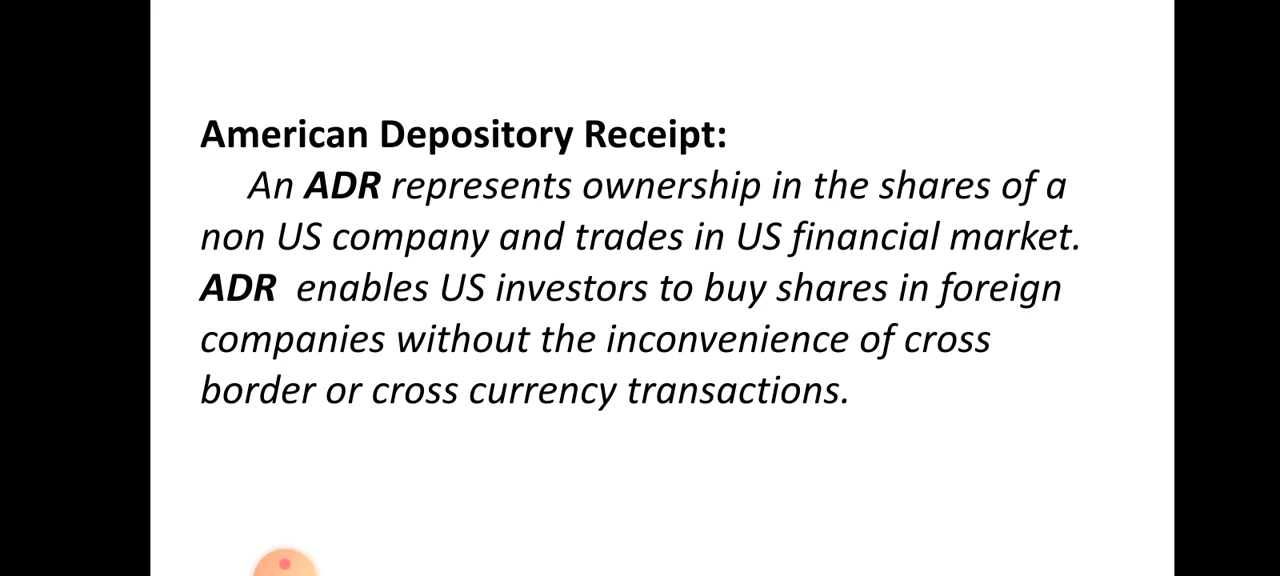 American Depository Receipt:
An ADR represents ownership in the shares of a
non US company and trades in US financial market.
ADR enables US investors to buy shares in foreign
companies without the inconvenience of cross
border or cross currency transactions.